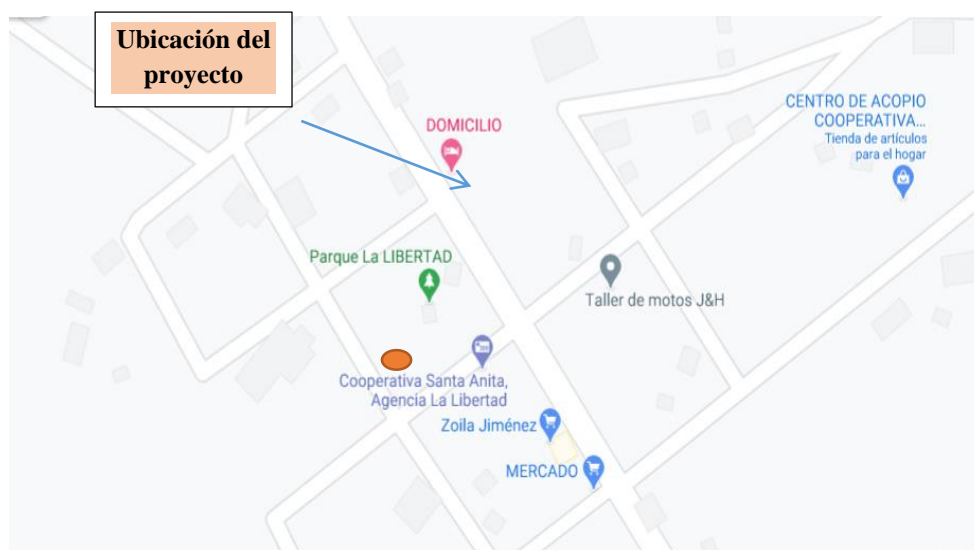 Ubicación del
proyecto
DOMICILIO
CENTRO DE ACOPIO
COOPERATIVA...
Tienda de artículos
para el hogar
Parque La LIBERTAD
Taller de motos J&H
Cooperativa Santa Anita,
Agencia La Libertad
Zoila Jiménez
MERCADO